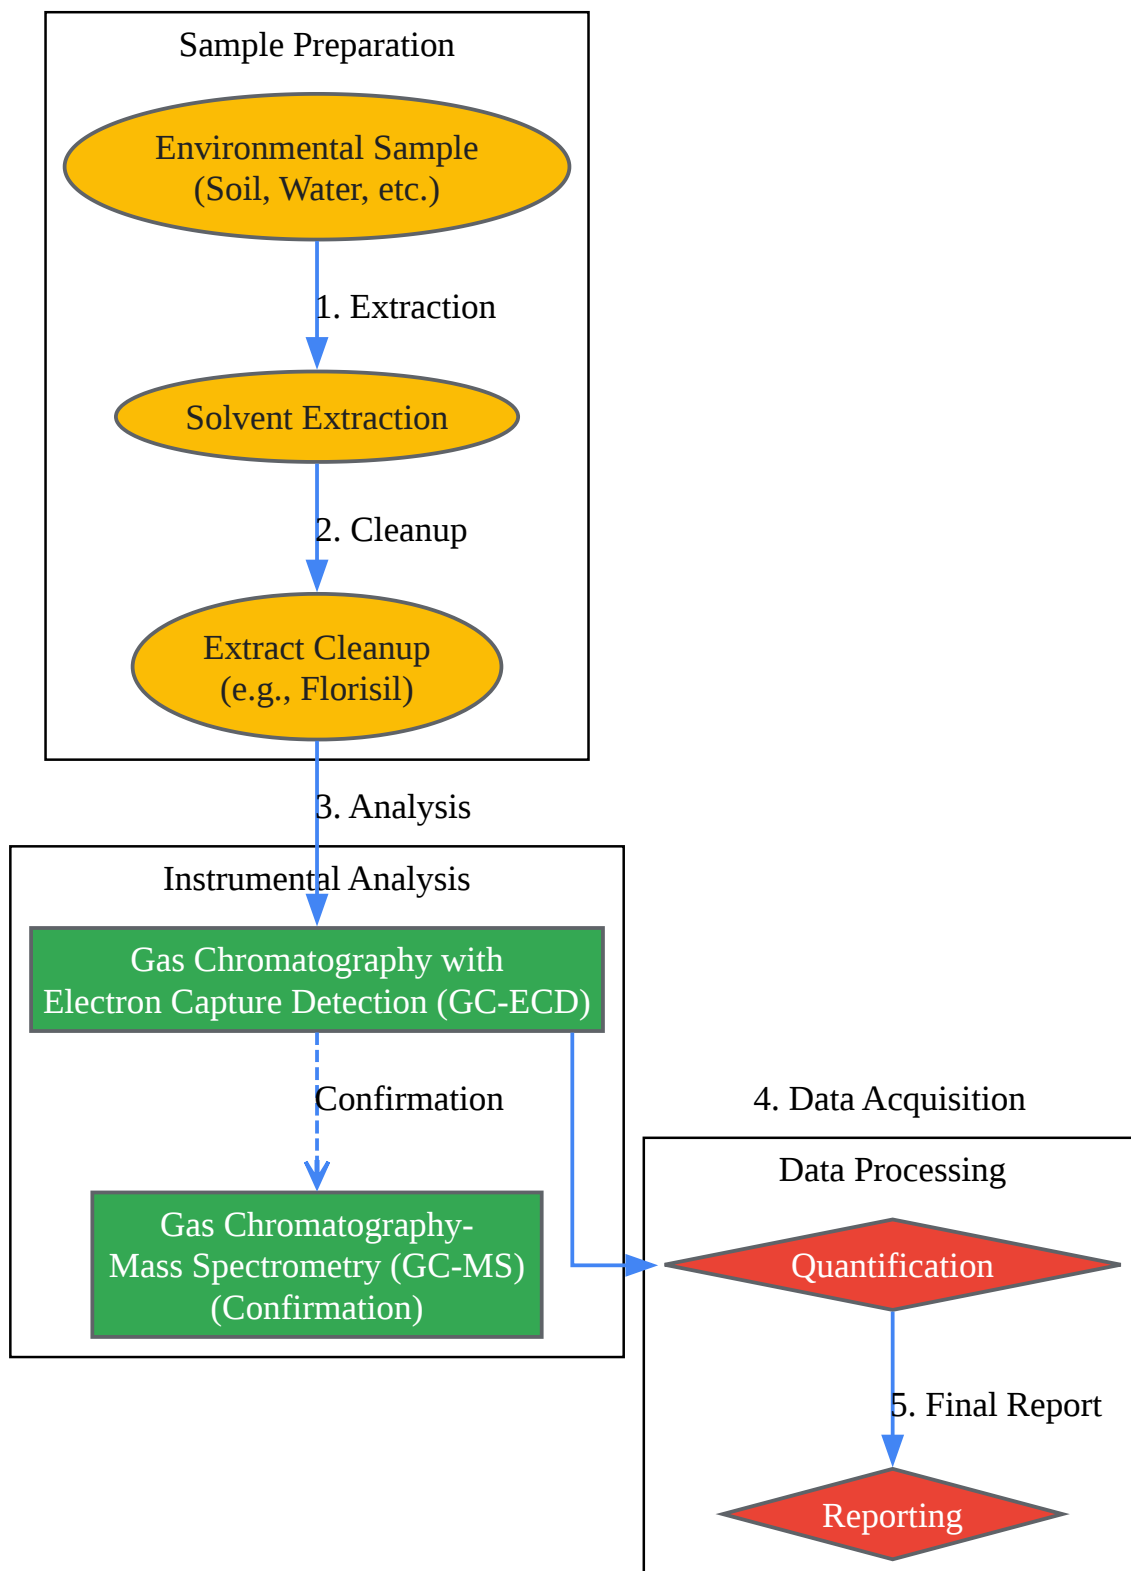 Sample Preparation
Environmental Sample
(Soil, Water, etc.)
1. Extraction
Solvent Extraction
2. Cleanup
Extract Cleanup
(e.g., Florisil)
3. Analysis
Instrumental Analysis
Gas Chromatography with
Electron Capture Detection (GC-ECD)
Confirmation
Gas Chromatography-
Mass Spectrometry (GC-MS)
(Confirmation)
4. Data Acquisition
Data Processing
Quantification
5. Final Report
Reporting